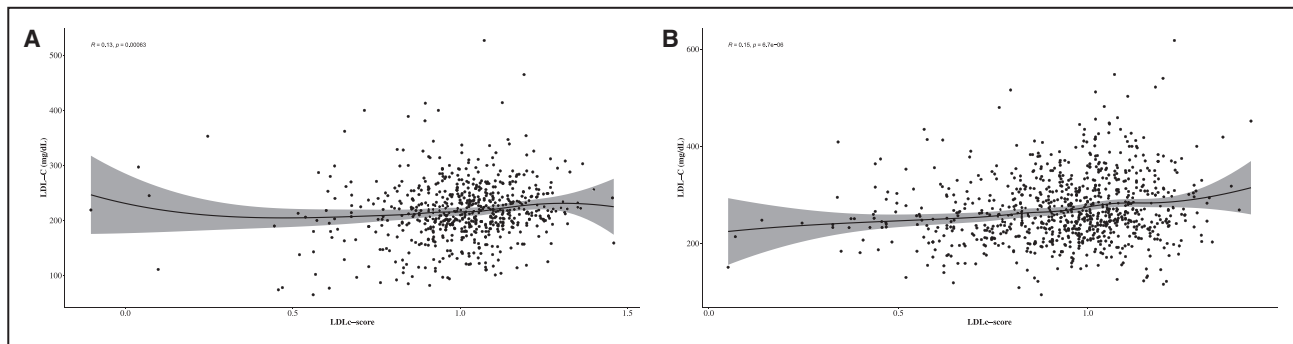 A
R = 0.13, p = 0.00063
500
400
300
200
100
LDL−C (mg/dL)
0.0
0.5
1.0
1.5
LDLc−score
B
R = 0.15, p = 6.7e−06
600
400
200
LDL−C (mg/dL)
0.0
0.5
1.0
LDLc−score